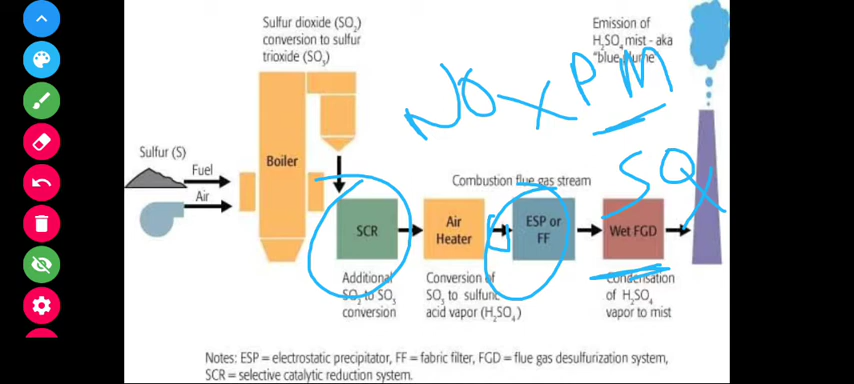 Sulfur dioxide (SO₂)
conversion to sulfur
trioxide (SO₃)
Emission of
H₂SO₄ mist - aka
"blue plume"
NOx PM
Sulfur (S)
Fuel
Air
Boiler
Combustion flue gas stream
SOx
SCR
Air
Heater
ESP or
FF
Wet FGD
Additional
SO₂ to SO₃
conversion
Conversion of
SO₃ to sulfuric
acid vapor (H₂SO₄)
Condensation
of H₂SO₄
vapor to mist
Notes: ESP = electrostatic precipitator, FF = fabric filter, FGD = flue gas desulfurization system,
SCR = selective catalytic reduction system.